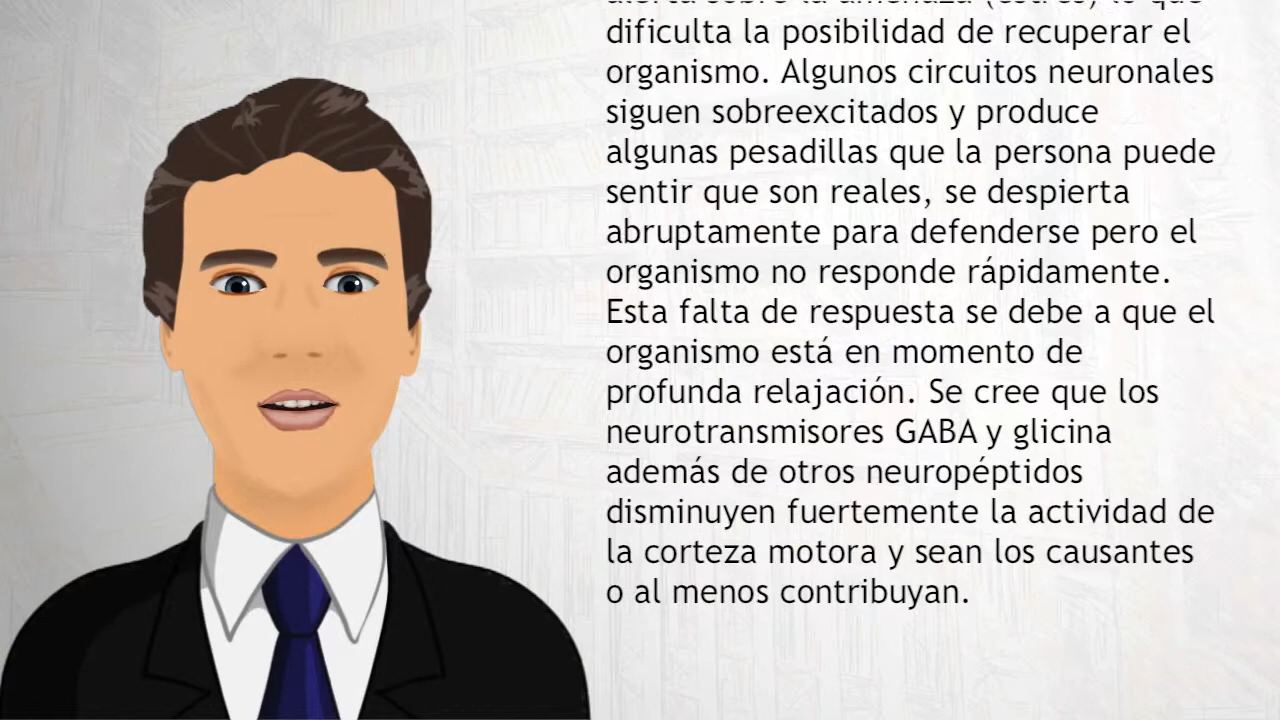 dificulta la posibilidad de recuperar el
organismo. Algunos circuitos neuronales
siguen sobreexcitados y produce
algunas pesadillas que la persona puede
sentir que son reales, se despierta
abruptamente para defenderse pero el
organismo no responde rápidamente.
Esta falta de respuesta se debe a que el
organismo está en momento de
profunda relajación. Se cree que los
neurotransmisores GABA y glicina
además de otros neuropéptidos
disminuyen fuertemente la actividad de
la corteza motora y sean los causantes
o al menos contribuyan.